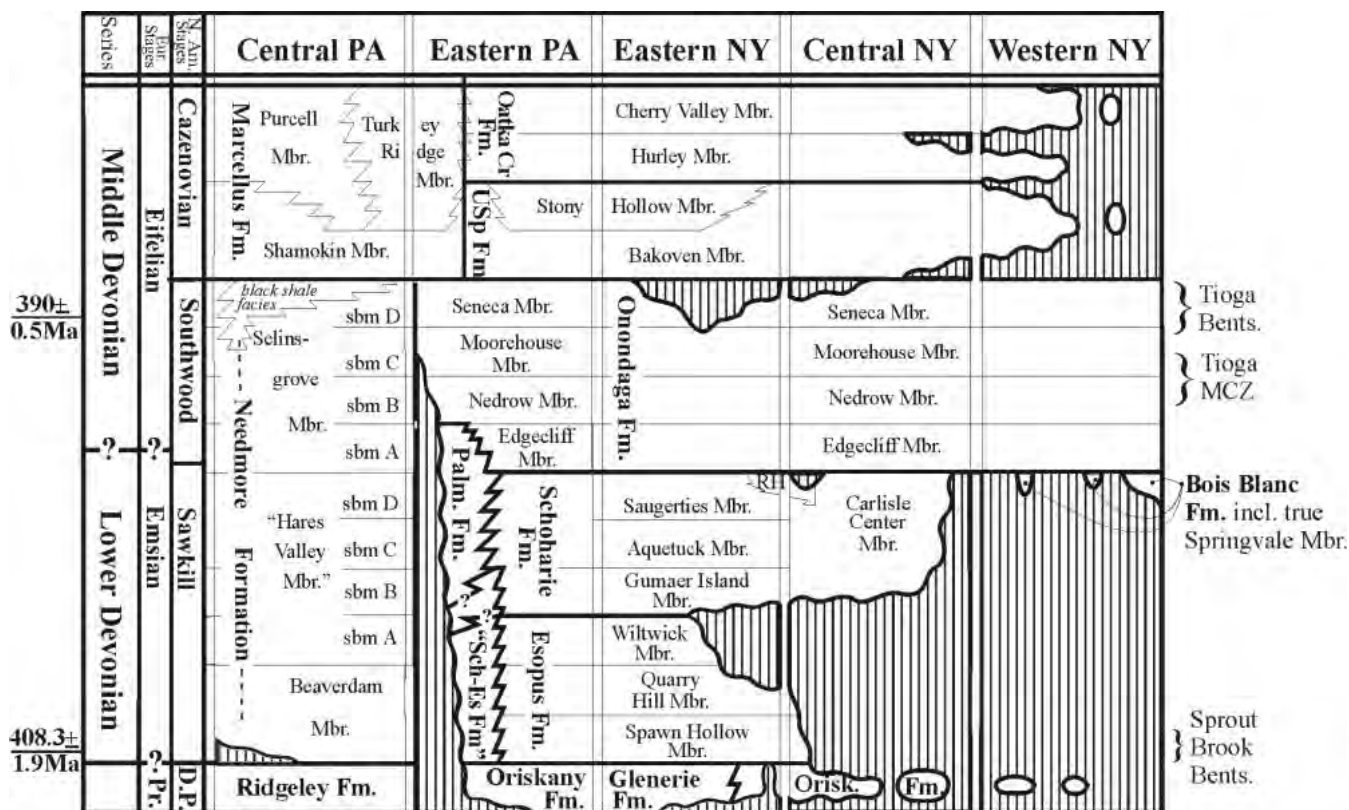 Series
Eur. Stages
N. Am. Stages
Central PA
Eastern PA
Eastern NY
Central NY
Western NY
Middle Devonian
Lower Devonian
390±
0.5Ma
408.3±
1.9Ma
?
?
?
Eifelian
Emsian
Pr.
Cazenovian
Southwood
Sawkill
D.P.
Marcellus Fm.
Purcell
Mbr.
Turk ey
Ri dge
Mbr.
Shamokin Mbr.
black shale
facies
Selins-
grove
Mbr.
sbm D
sbm C
sbm B
sbm A
Needmore
Formation
"Hares
Valley
Mbr."
sbm D
sbm C
sbm B
sbm A
Beaverdam
Mbr.
Ridgeley Fm.
Oatka Cr
Fm.
USp Fm
Stony Hollow Mbr.
Cherry Valley Mbr.
Hurley Mbr.
Bakoven Mbr.
Seneca Mbr.
Moorehouse
Mbr.
Nedrow Mbr.
Edgecliff
Mbr.
Onondaga Fm.
Seneca Mbr.
Moorehouse Mbr.
Nedrow Mbr.
Edgecliff Mbr.
Palm. Fm.
?
?
"Sch-Es Fm"
Schoharie
Fm.
Esopus Fm.
RH
Saugerties Mbr.
Aquetuck Mbr.
Gumaer Island
Mbr.
Wiltwick
Mbr.
Quarry
Hill Mbr.
Spawn Hollow
Mbr.
Carlisle
Center
Mbr.
Oriskany
Fm.
Glenerie
Fm.
Orisk.
Fm.
} Tioga
Bents.
} Tioga
MCZ
Bois Blanc
Fm. incl. true
Springvale Mbr.
Sprout
} Brook
Bents.